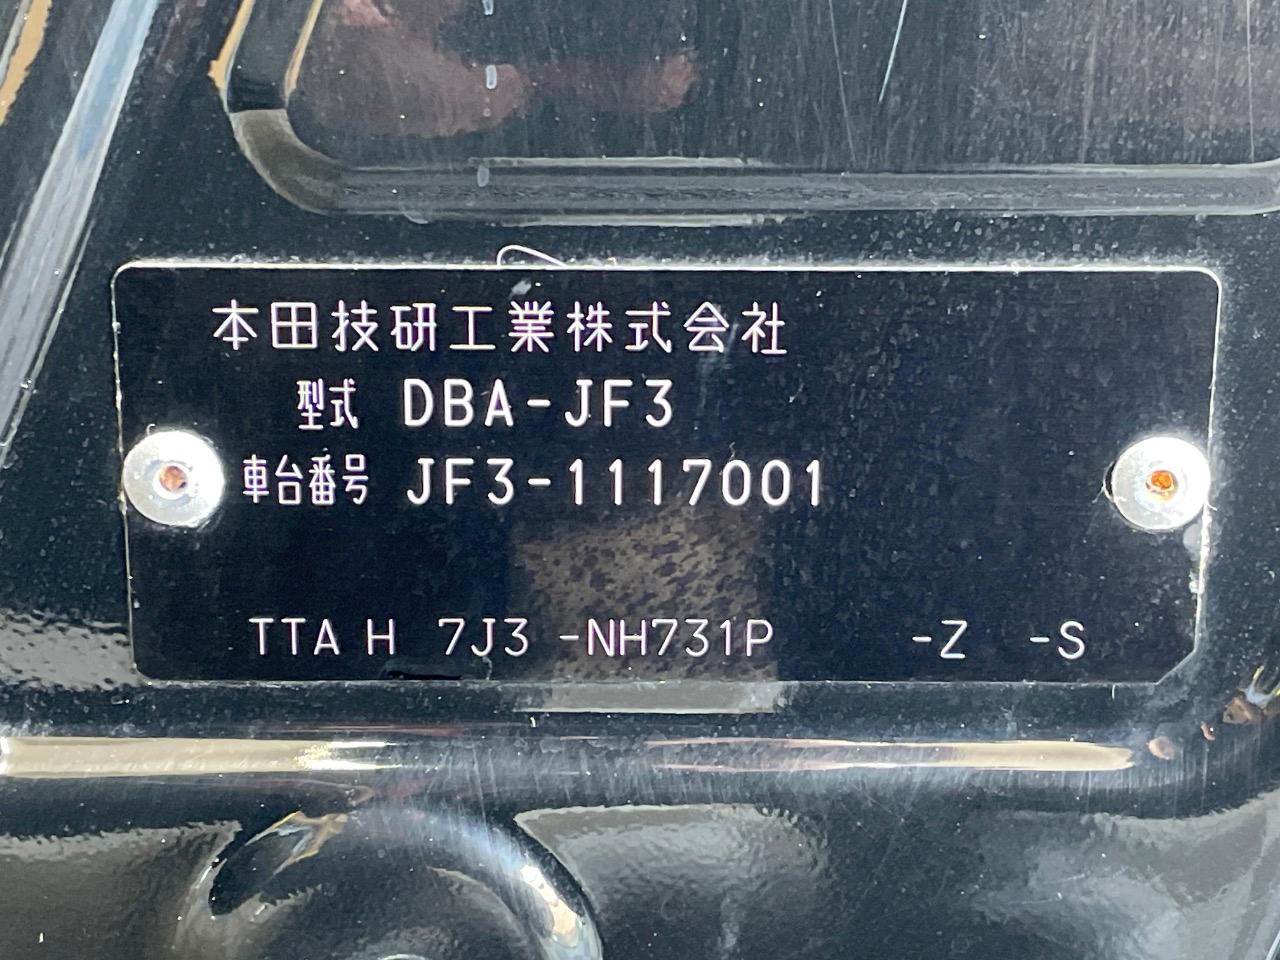 本田技研工業株式会社
型式 DBA-JF3
車台番号 JF3-1117001
TTA H 7J3 -NH731P -Z -S